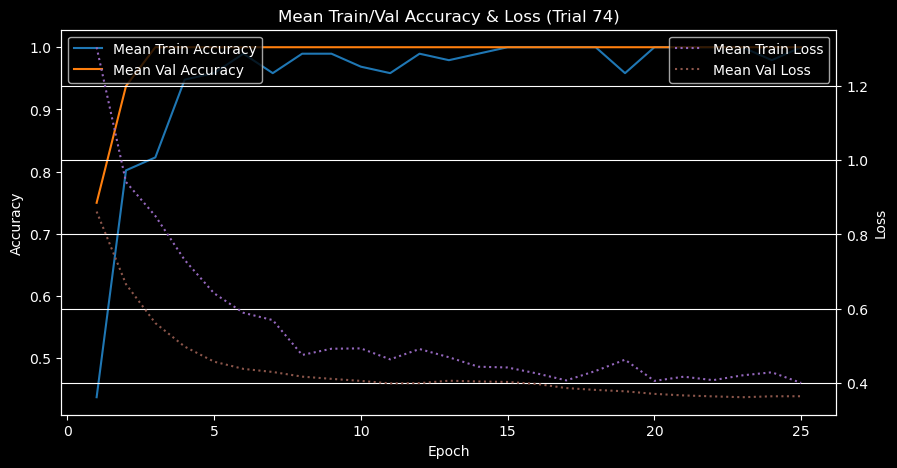 Mean Train/Val Accuracy & Loss (Trial 74)
Mean Train Accuracy
Mean Val Accuracy
Mean Train Loss
Mean Val Loss
1.0
0.9
0.8
0.7
0.6
0.5
Accuracy
1.2
1.0
0.8
0.6
0.4
Loss
0
5
10
15
20
25
Epoch